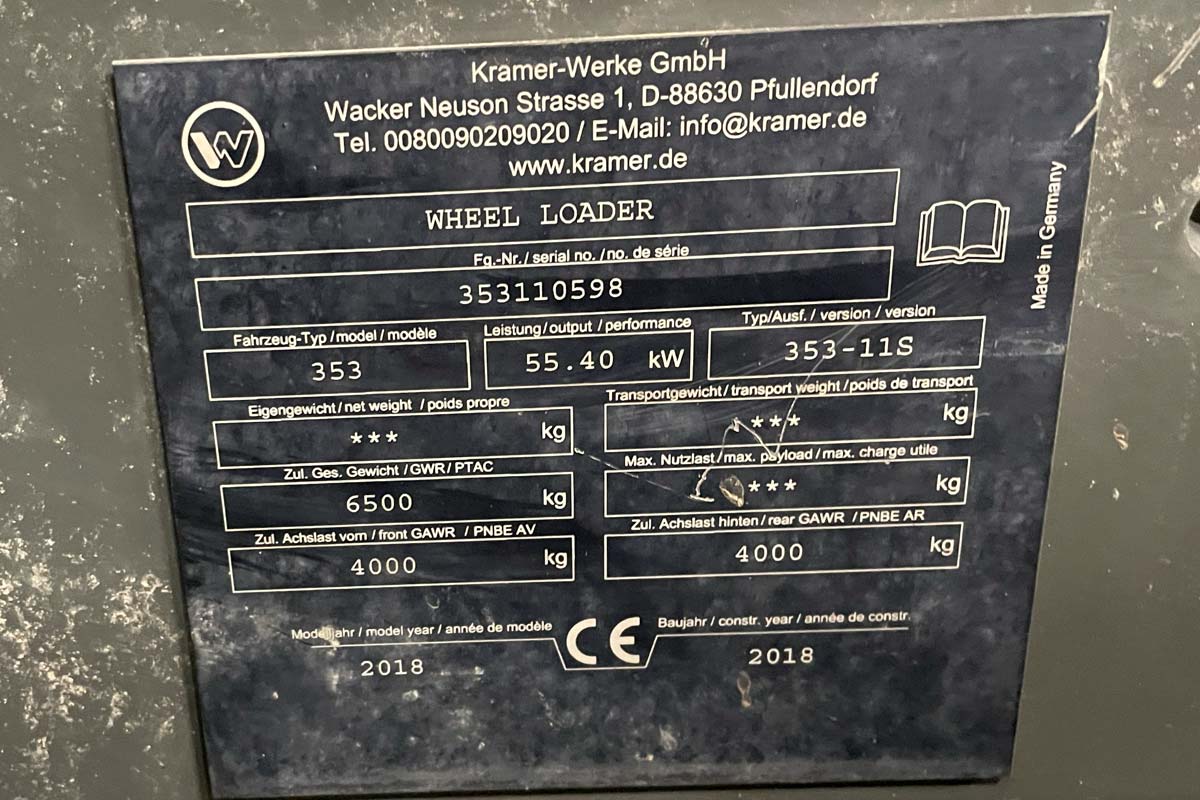 Kramer-Werke GmbH
Wacker Neuson Strasse 1, D-88630 Pfullendorf
Tel. 0080090209020 / E-Mail: info@kramer.de
www.kramer.de
WHEEL LOADER
Made in Germany
Fg.-Nr. / serial no. / no. de série
353110598
Fahrzeug-Typ / model / modèle
353
Leistung / output / performance
55.40 kW
Typ/Ausf. / version / version
353-11S
Eigengewicht / net weight / poids propre
*** kg
Transportgewicht / transport weight / poids de transport
*** kg
Zul. Ges. Gewicht / GWR / PTAC
6500 kg
Max. Nutzlast / max. payload / max. charge utile
*** kg
Zul. Achslast vorn / front GAWR / PNBE AV
4000 kg
Zul. Achslast hinten / rear GAWR / PNBE AR
4000 kg
Modelljahr / model year / année de modèle
2018
CE
Baujahr / constr. year / année de constr.
2018